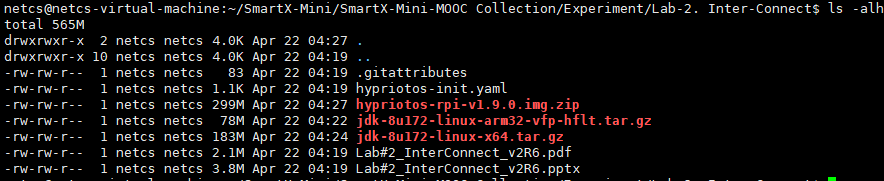 netcs@netcs-virtual-machine:~/SmartX-Mini/SmartX-Mini-MOOC Collection/Experiment/Lab-2. Inter-Connect$ ls -alh
total 565M
drwxrwxr-x  2 netcs netcs 4.0K Apr 22 04:27 .
drwxrwxr-x 10 netcs netcs 4.0K Apr 22 04:19 ..
-rw-rw-r--  1 netcs netcs   83 Apr 22 04:19 .gitattributes
-rw-rw-r--  1 netcs netcs 1.1K Apr 22 04:19 hypriotos-init.yaml
-rw-rw-r--  1 netcs netcs 299M Apr 22 04:27 hypriotos-rpi-v1.9.0.img.zip
-rw-rw-r--  1 netcs netcs  78M Apr 22 04:22 jdk-8u172-linux-arm32-vfp-hflt.tar.gz
-rw-rw-r--  1 netcs netcs 183M Apr 22 04:24 jdk-8u172-linux-x64.tar.gz
-rw-rw-r--  1 netcs netcs 2.1M Apr 22 04:19 Lab#2_InterConnect_v2R6.pdf
-rw-rw-r--  1 netcs netcs 3.8M Apr 22 04:19 Lab#2_InterConnect_v2R6.pptx